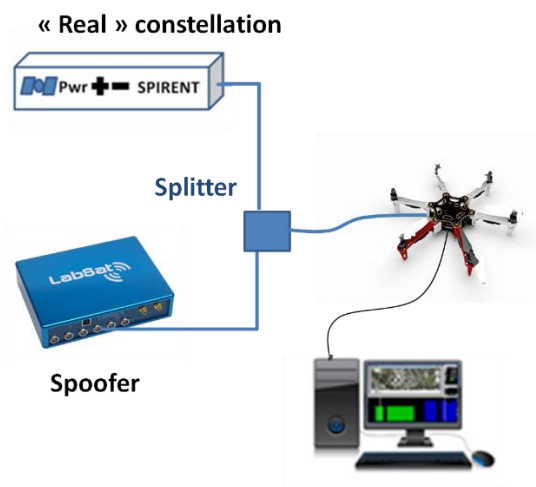 « Real » constellation
Pwr SPIRENT
Splitter
LabSat
Spoofer